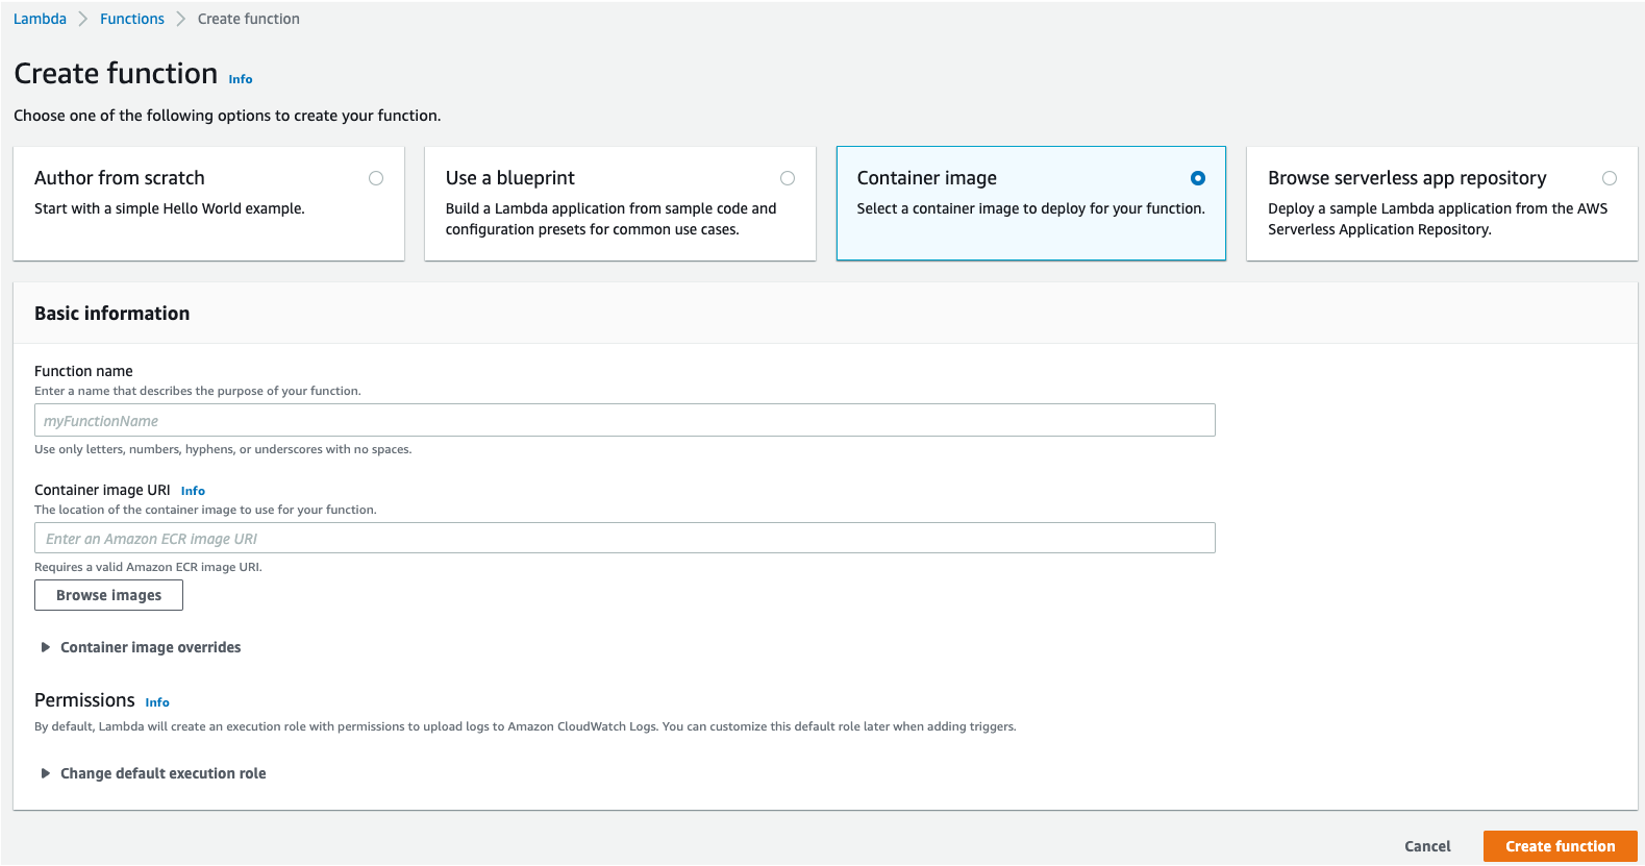 Lambda > Functions > Create function
Create function Info
Choose one of the following options to create your function.
Author from scratch
Start with a simple Hello World example.
Use a blueprint
Build a Lambda application from sample code and
configuration presets for common use cases.
Container image
Select a container image to deploy for your function.
Browse serverless app repository
Deploy a sample Lambda application from the AWS
Serverless Application Repository.
Basic information
Function name
Enter a name that describes the purpose of your function.
myFunctionName
Use only letters, numbers, hyphens, or underscores with no spaces.
Container image URI Info
The location of the container image to use for your function.
Enter an Amazon ECR image URI
Requires a valid Amazon ECR image URI.
Browse images
Container image overrides
Permissions Info
By default, Lambda will create an execution role with permissions to upload logs to Amazon CloudWatch Logs. You can customize this default role later when adding triggers.
Change default execution role
Cancel
Create function